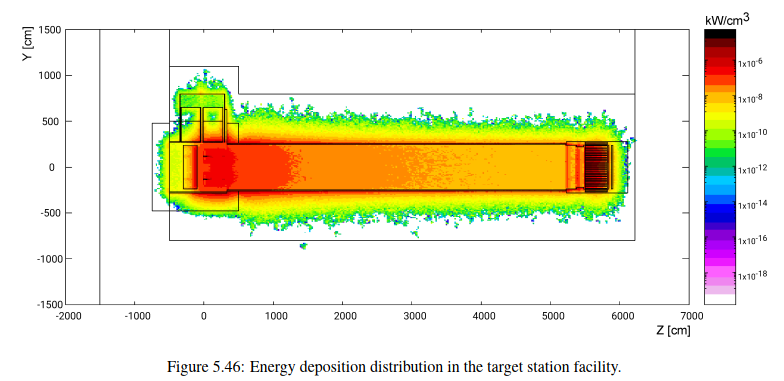 kW/cm³
Y [cm]
1500
1000
500
0
-500
-1000
-1500
-2000 -1000 0 1000 2000 3000 4000 5000 6000 7000
Z [cm]
1x10⁻⁶
1x10⁻⁸
1x10⁻¹⁰
1x10⁻¹²
1x10⁻¹⁴
1x10⁻¹⁶
1x10⁻¹⁸
Figure 5.46: Energy deposition distribution in the target station facility.